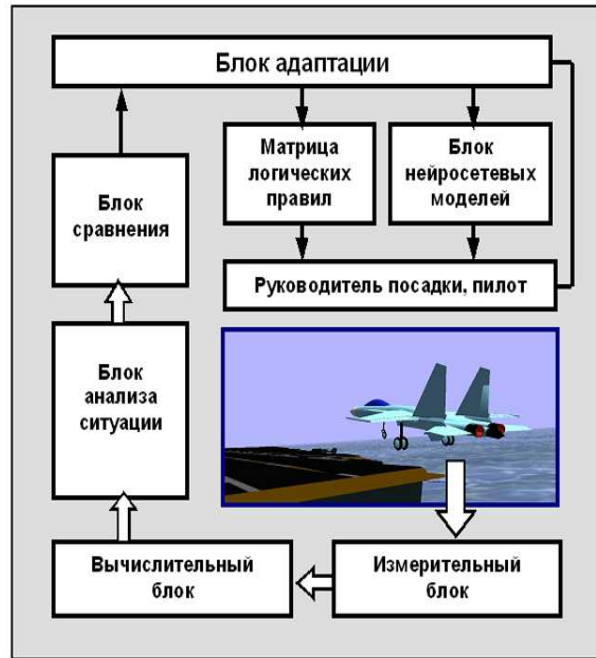 Блок адаптации
Матрица
логических
правил
Блок
нейросетевых
моделей
Блок
сравнения
Руководитель посадки, пилот
Блок
анализа
ситуации
Вычислительный
блок
Измерительный
блок